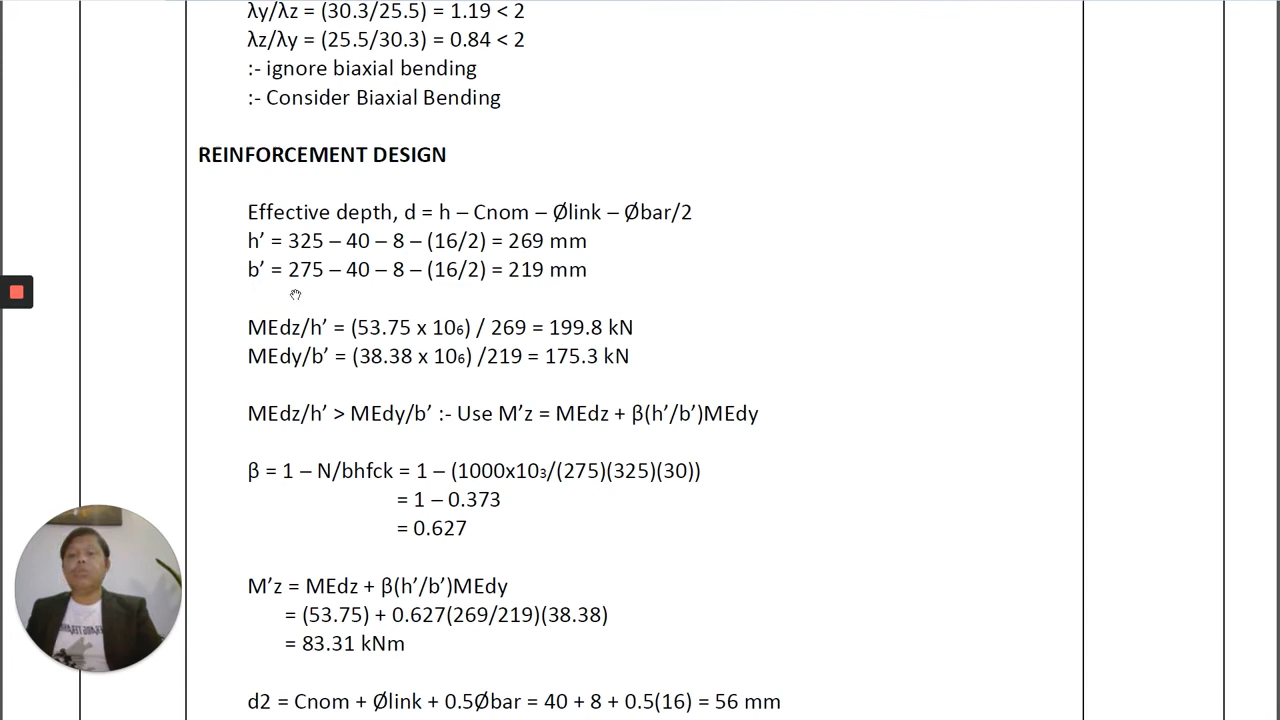 λy/λz = (30.3/25.5) = 1.19 < 2
λz/λy = (25.5/30.3) = 0.84 < 2
:- ignore biaxial bending
:- Consider Biaxial Bending
REINFORCEMENT DESIGN
Effective depth, d = h – Cnom – Ølink – Øbar/2
h’ = 325 – 40 – 8 – (16/2) = 269 mm
b’ = 275 – 40 – 8 – (16/2) = 219 mm
MEdz/h’ = (53.75 x 10₆) / 269 = 199.8 kN
MEdy/b’ = (38.38 x 10₆) /219 = 175.3 kN
MEdz/h’ > MEdy/b’ :- Use M’z = MEdz + β(h’/b’)MEdy
β = 1 – N/bhfck = 1 – (1000x10₃/(275)(325)(30))
= 1 – 0.373
= 0.627
M’z = MEdz + β(h’/b’)MEdy
= (53.75) + 0.627(269/219)(38.38)
= 83.31 kNm
d2 = Cnom + Ølink + 0.5Øbar = 40 + 8 + 0.5(16) = 56 mm